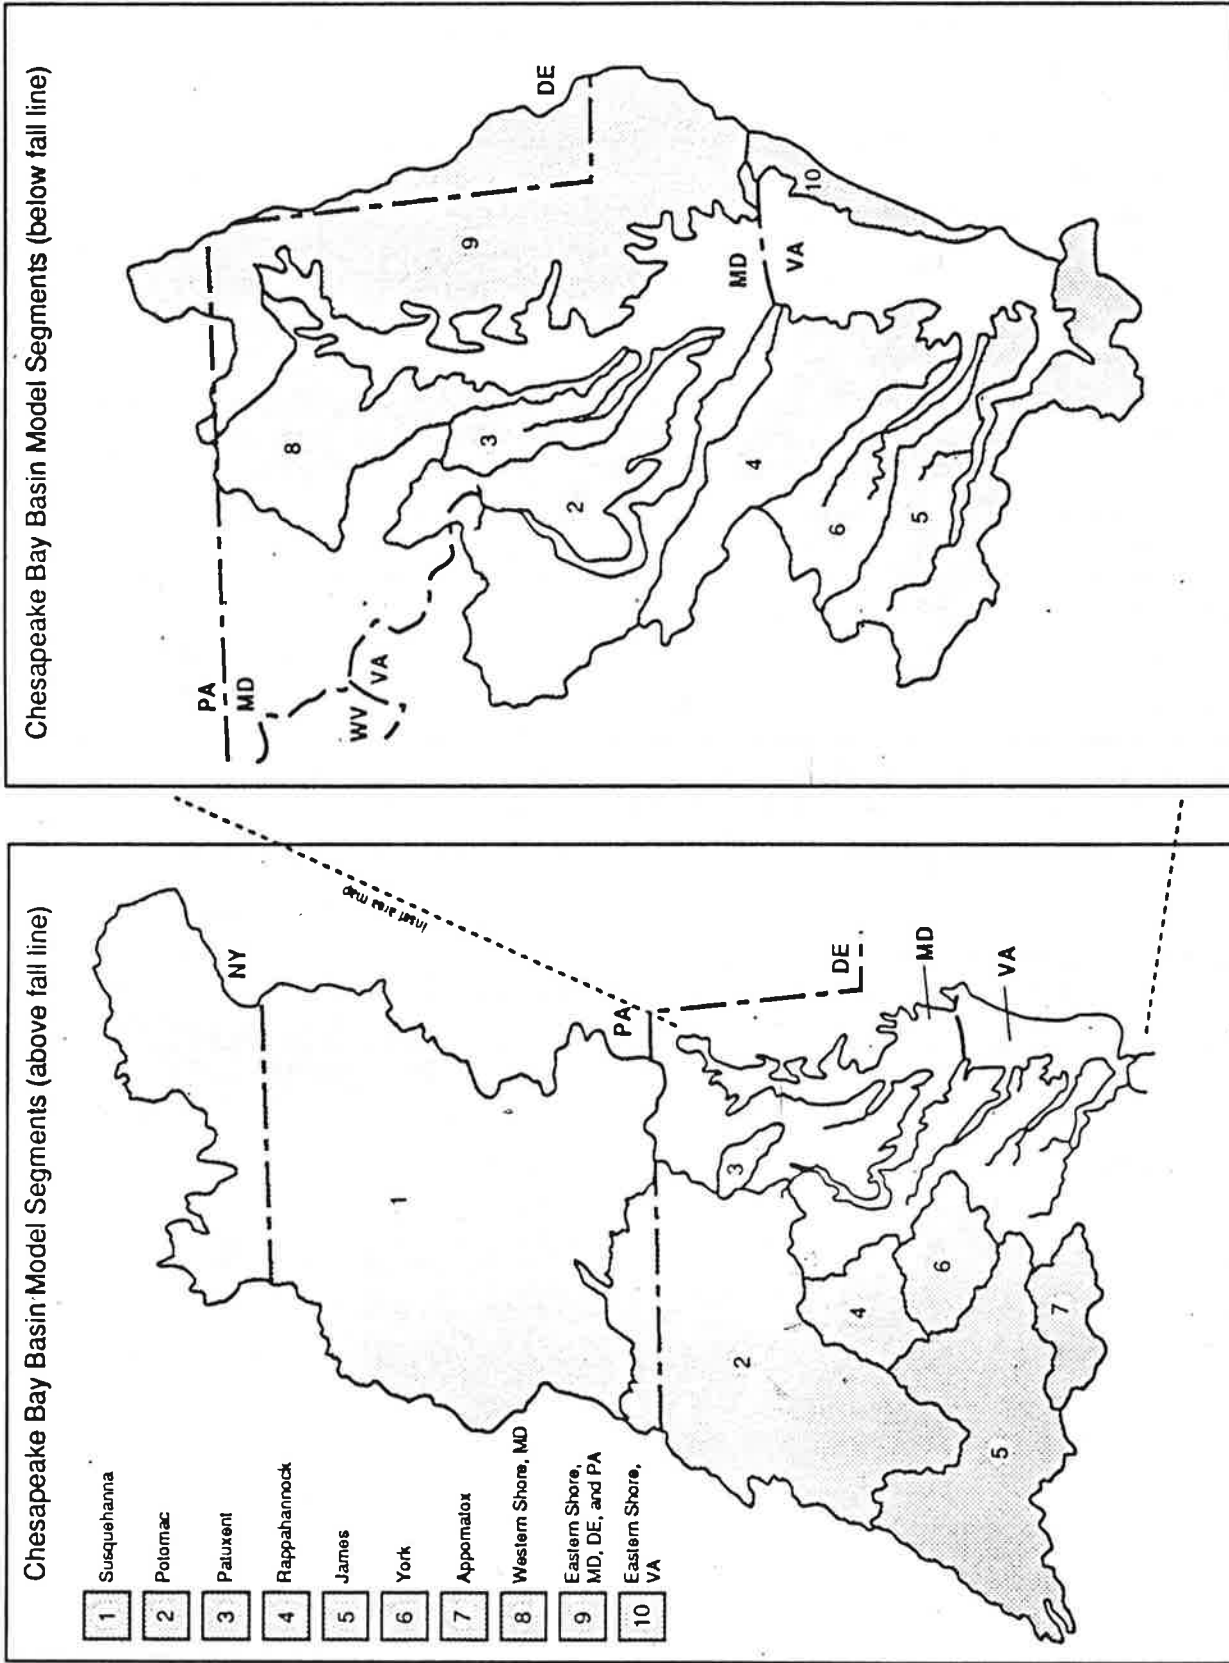 Chesapeake Bay Basin Model Segments (above fall line)
1 Susquehanna
2 Potomac
3 Patuxent
4 Rappahannock
5 James
6 York
7 Appomatox
8 Western Shore, MD
9 Eastern Shore,
MD, DE, and PA
10 Eastern Shore,
VA
NY
1
PA
DE
MD
VA
2
3
4
5
6
7
Inset area map
Chesapeake Bay Basin Model Segments (below fall line)
PA
MD
WV
VA
DE
MD
VA
2
3
4
5
6
8
9
10